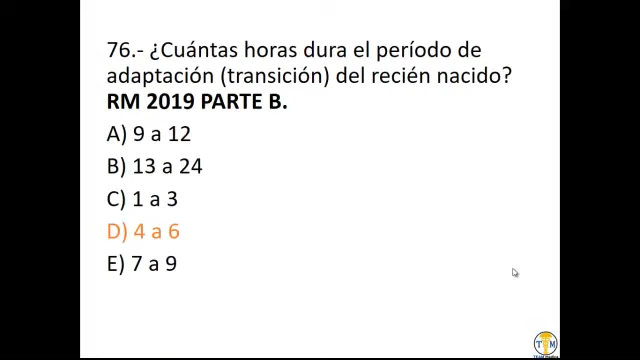 76.- ¿Cuántas horas dura el período de
adaptación (transición) del recién nacido?
RM 2019 PARTE B.
A) 9 a 12
B) 13 a 24
C) 1 a 3
D) 4 a 6
E) 7 a 9